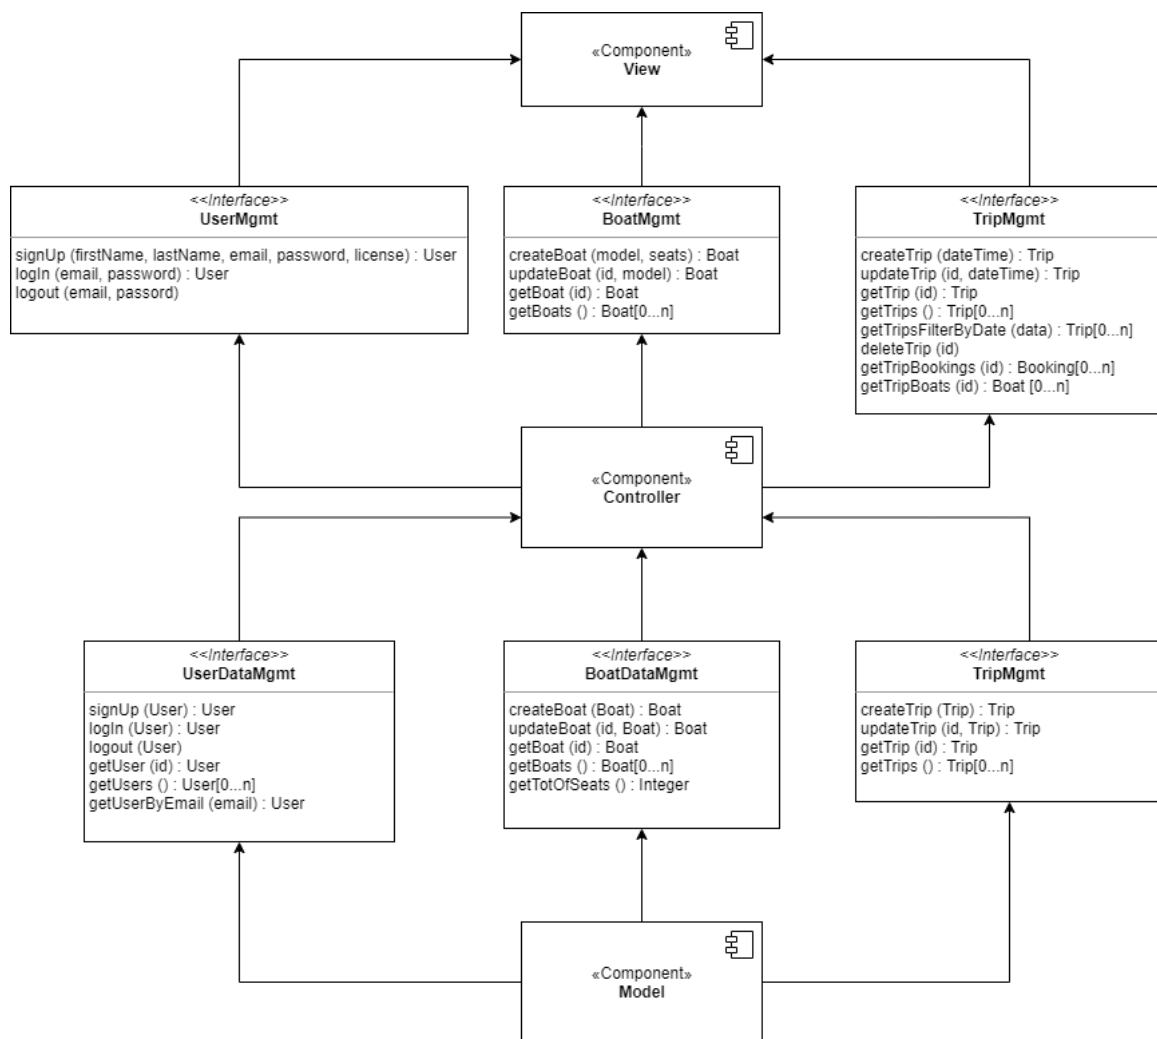 «Component»
View
<<Interface>>
UserMgmt
signUp (firstName, lastName, email, password, license) : User
logIn (email, password) : User
logout (email, passord)
<<Interface>>
BoatMgmt
createBoat (model, seats) : Boat
updateBoat (id, model) : Boat
getBoat (id) : Boat
getBoats () : Boat[0...n]
<<Interface>>
TripMgmt
createTrip (dateTime) : Trip
updateTrip (id, dateTime) : Trip
getTrip (id) : Trip
getTrips () : Trip[0...n]
getTripsFilterByDate (data) : Trip[0...n]
deleteTrip (id)
getTripBookings (id) : Booking[0...n]
getTripBoats (id) : Boat [0...n]
«Component»
Controller
<<Interface>>
UserDataMgmt
signUp (User) : User
logIn (User) : User
logout (User)
getUser (id) : User
getUsers () : User[0...n]
getUserByEmail (email) : User
<<Interface>>
BoatDataMgmt
createBoat (Boat) : Boat
updateBoat (id, Boat) : Boat
getBoat (id) : Boat
getBoats () : Boat[0...n]
getTotOfSeats () : Integer
<<Interface>>
TripMgmt
createTrip (Trip) : Trip
updateTrip (id, Trip) : Trip
getTrip (id) : Trip
getTrips () : Trip[0...n]
«Component»
Model